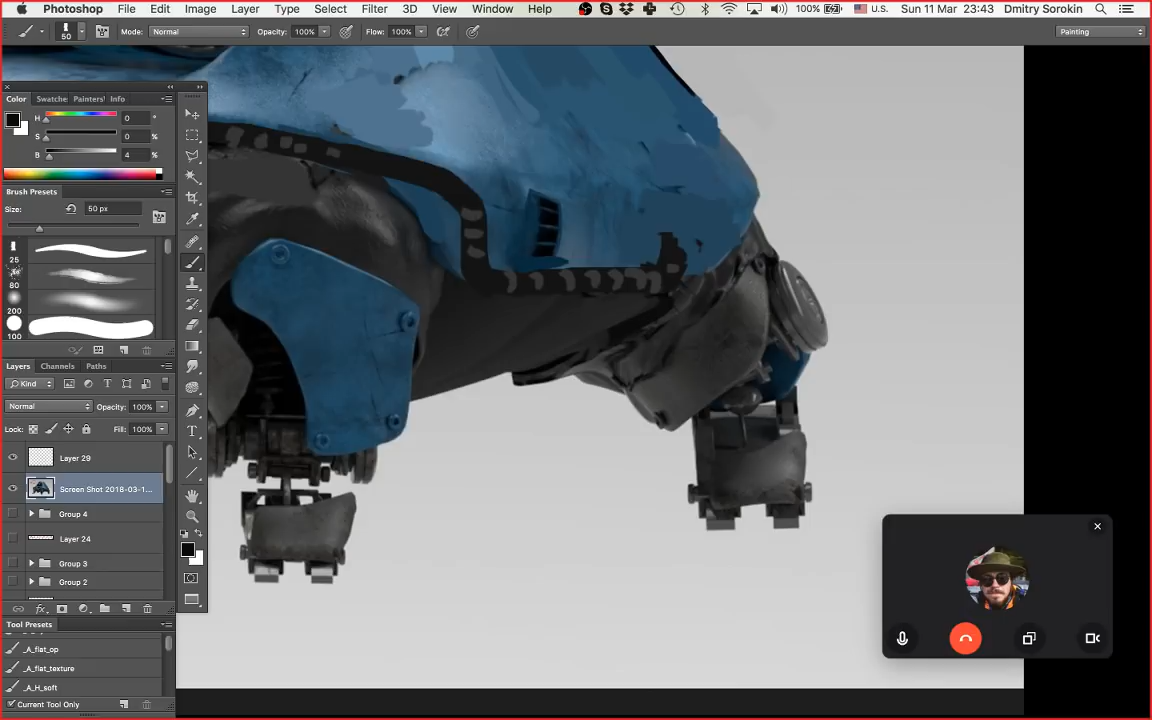 Photoshop File Edit Image Layer Type Select Filter 3D View Window Help 100% U.S. Sun 11 Mar 23:43 Dmitry Sorokin
50 Mode: Normal Opacity: 100% Flow: 100% Painting
Color Swatche Painters' Info
H 0 °
S 0 %
B 4 %
Brush Presets
Size: 50 px
25
80
200
100
Layers Channels Paths
Kind
Normal Opacity: 100%
Lock: Fill: 100%
Layer 29
Screen Shot 2018-03-1...
Group 4
Layer 24
Group 3
Group 2
fx
Tool Presets
_A_flat_op
_A_flat_texture
_A_H_soft
Current Tool Only